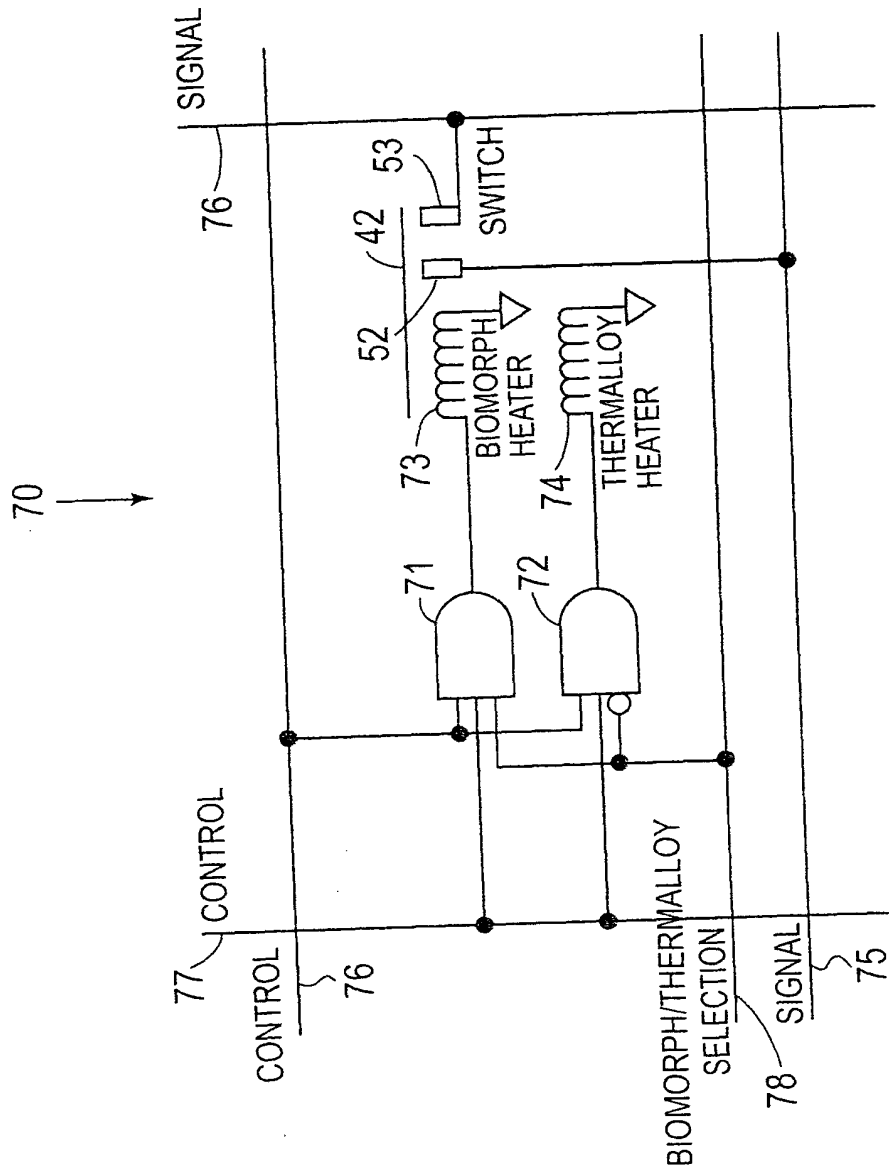 70
SIGNAL
76
77
CONTROL
CONTROL
76
71
72
73
BIOMORPH
HEATER
74
THERMALLOY
HEATER
52
42
53
SWITCH
BIOMORPH/THERMALLOY
SELECTION
78
SIGNAL
75